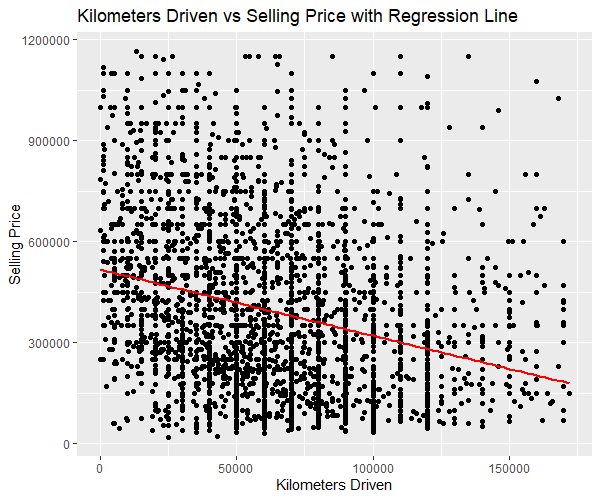 Kilometers Driven vs Selling Price with Regression Line
1200000
900000
600000
300000
0
Selling Price
0 50000 100000 150000
Kilometers Driven